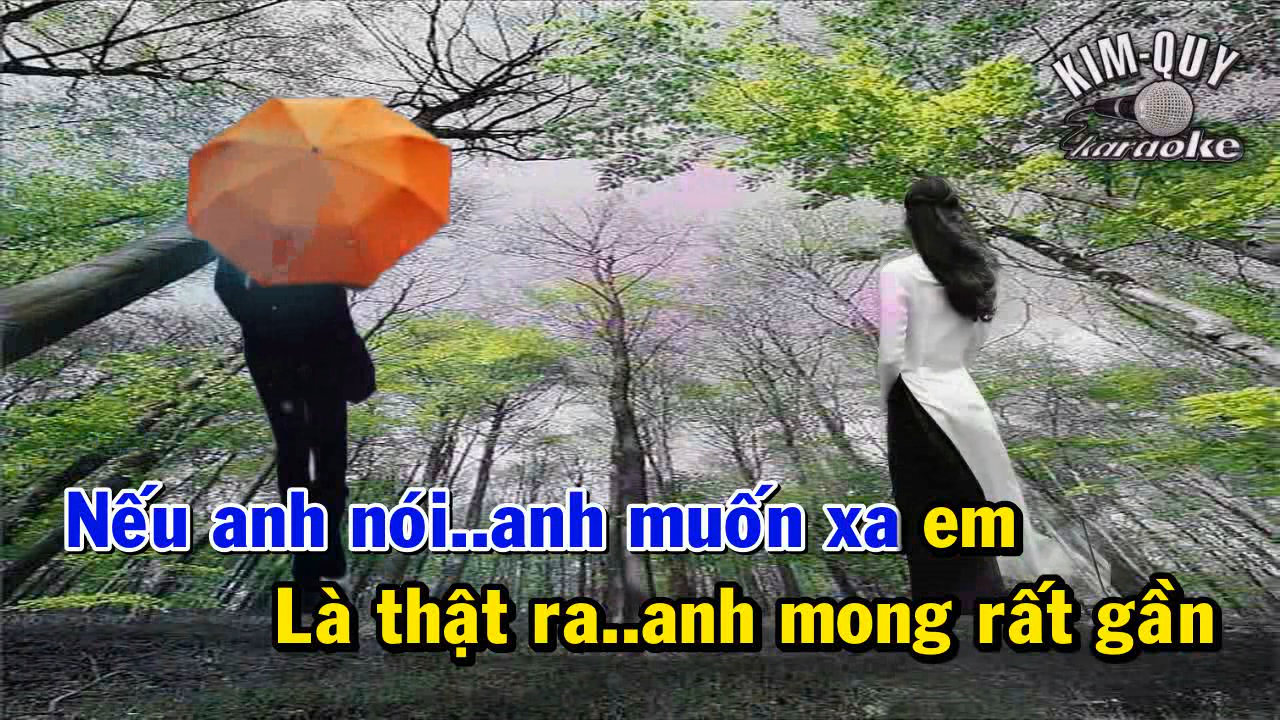 KIM-QUY
karaoke
Nếu anh nói..anh muốn xa em
Là thật ra..anh mong rất gần